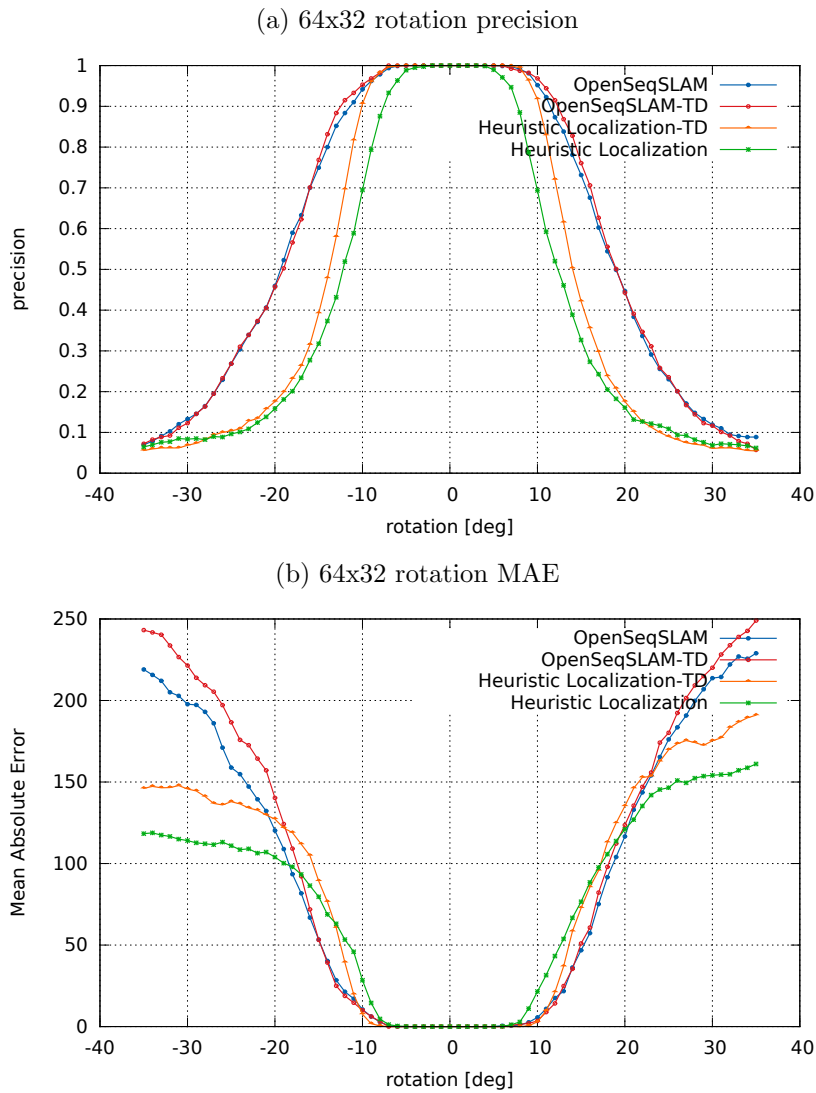 (a) 64x32 rotation precision
1
0.9
0.8
0.7
0.6
0.5
0.4
0.3
0.2
0.1
0
precision
OpenSeqSLAM
OpenSeqSLAM-TD
Heuristic Localization-TD
Heuristic Localization
-40 -30 -20 -10 0 10 20 30 40
rotation [deg]
(b) 64x32 rotation MAE
250
200
150
100
50
0
Mean Absolute Error
OpenSeqSLAM
OpenSeqSLAM-TD
Heuristic Localization-TD
Heuristic Localization
-40 -30 -20 -10 0 10 20 30 40
rotation [deg]